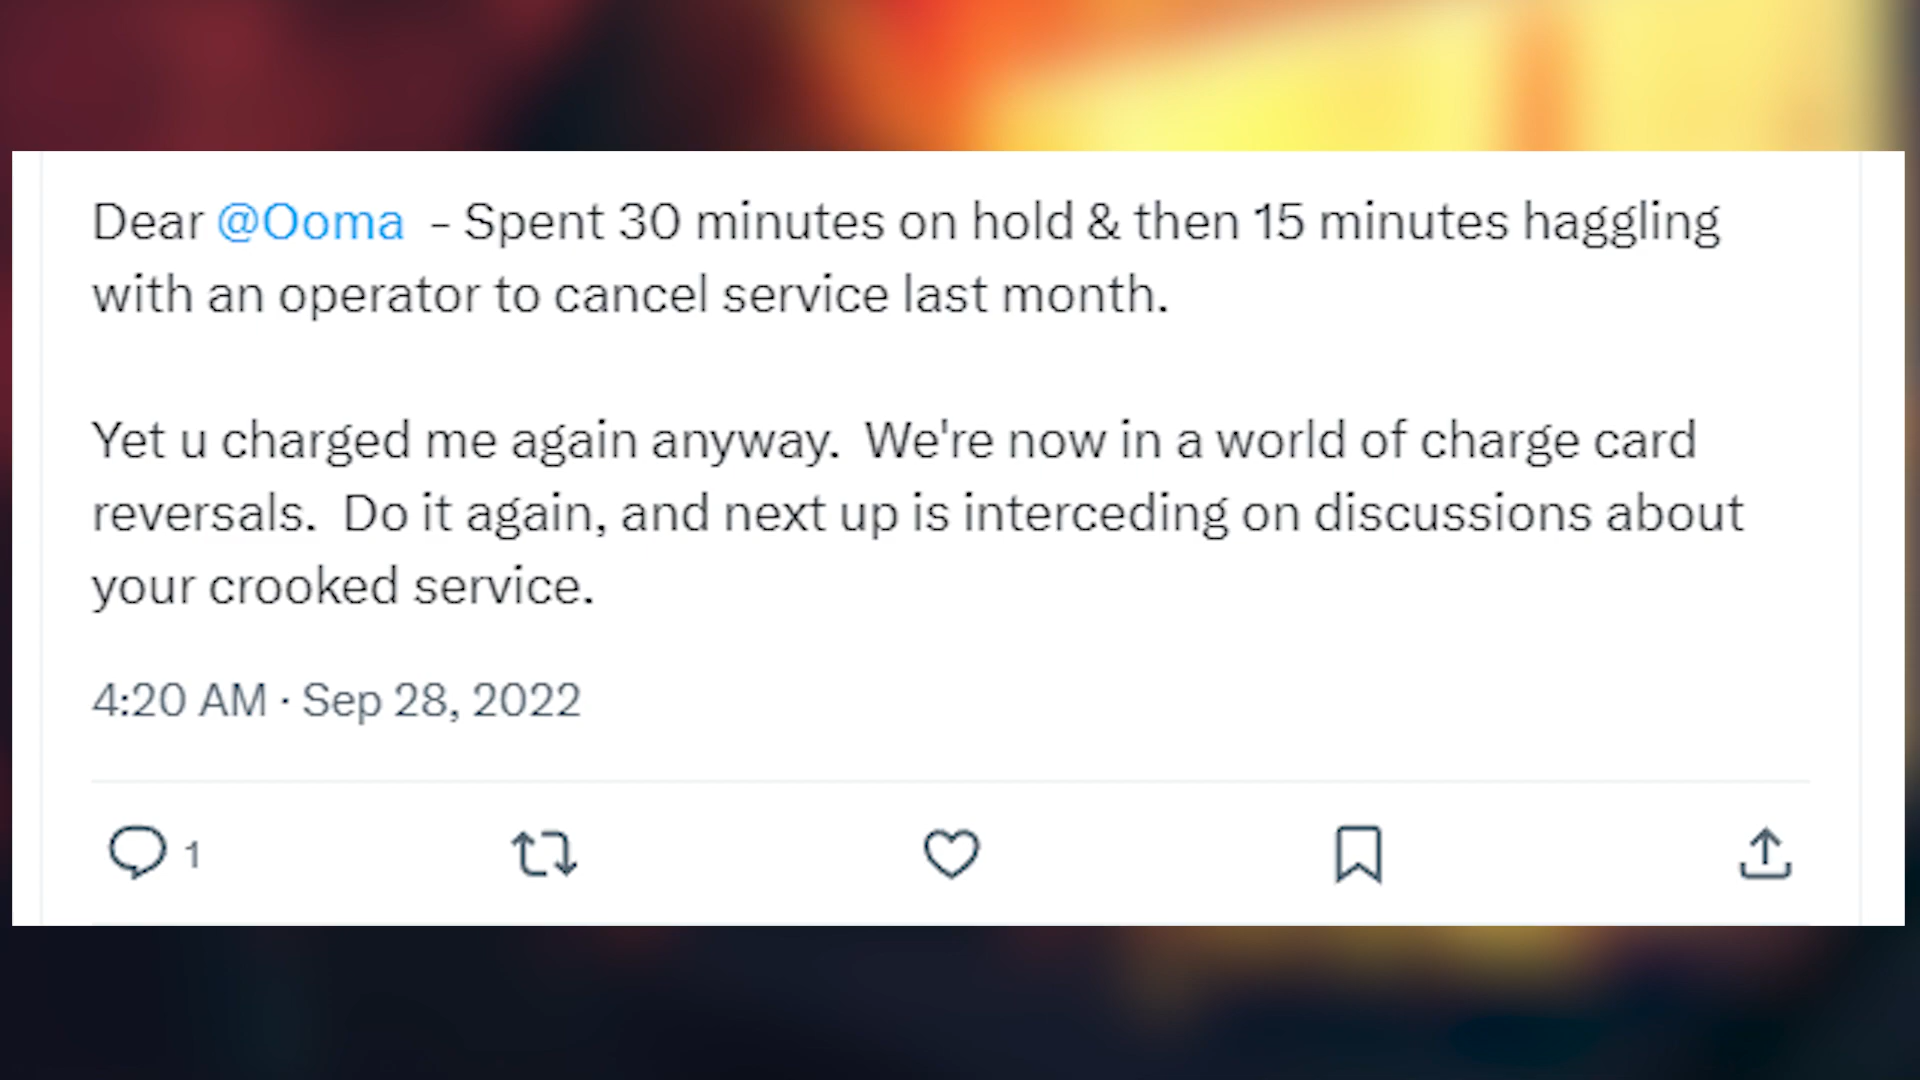 Dear @Ooma  - Spent 30 minutes on hold & then 15 minutes haggling
with an operator to cancel service last month.
Yet u charged me again anyway.  We're now in a world of charge card
reversals.  Do it again, and next up is interceding on discussions about
your crooked service.
4:20 AM · Sep 28, 2022
1